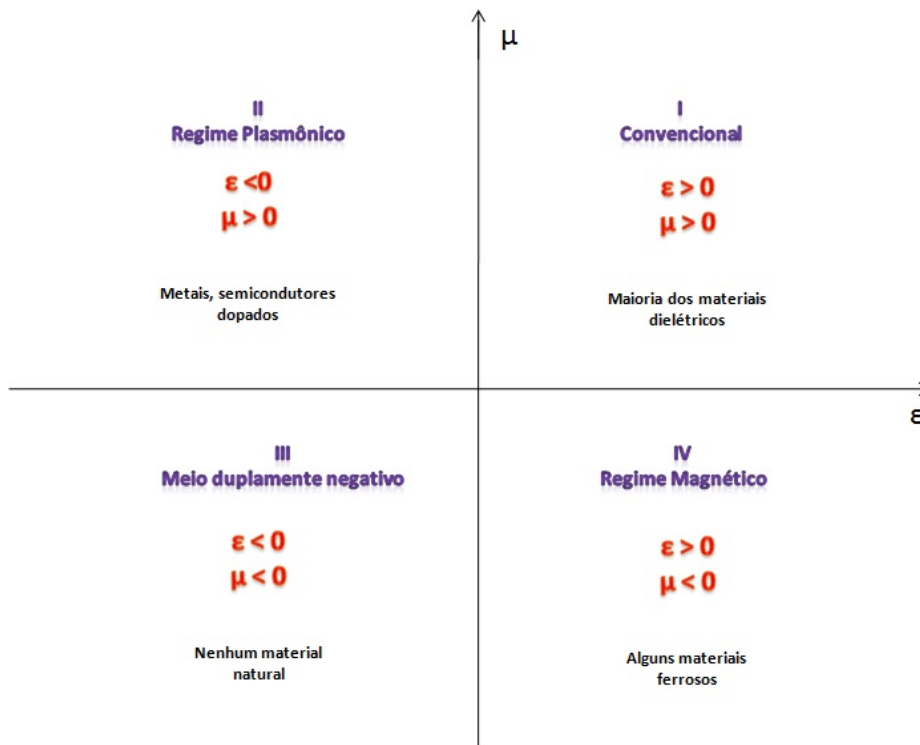 μ
II
Regime Plasmônico
ε <0
μ > 0
Metais, semicondutores
dopados
I
Convencional
ε > 0
μ > 0
Maioria dos materiais
dielétricos
ε
III
Meio duplamente negativo
ε < 0
μ < 0
Nenhum material
natural
IV
Regime Magnético
ε > 0
μ < 0
Alguns materiais
ferrosos